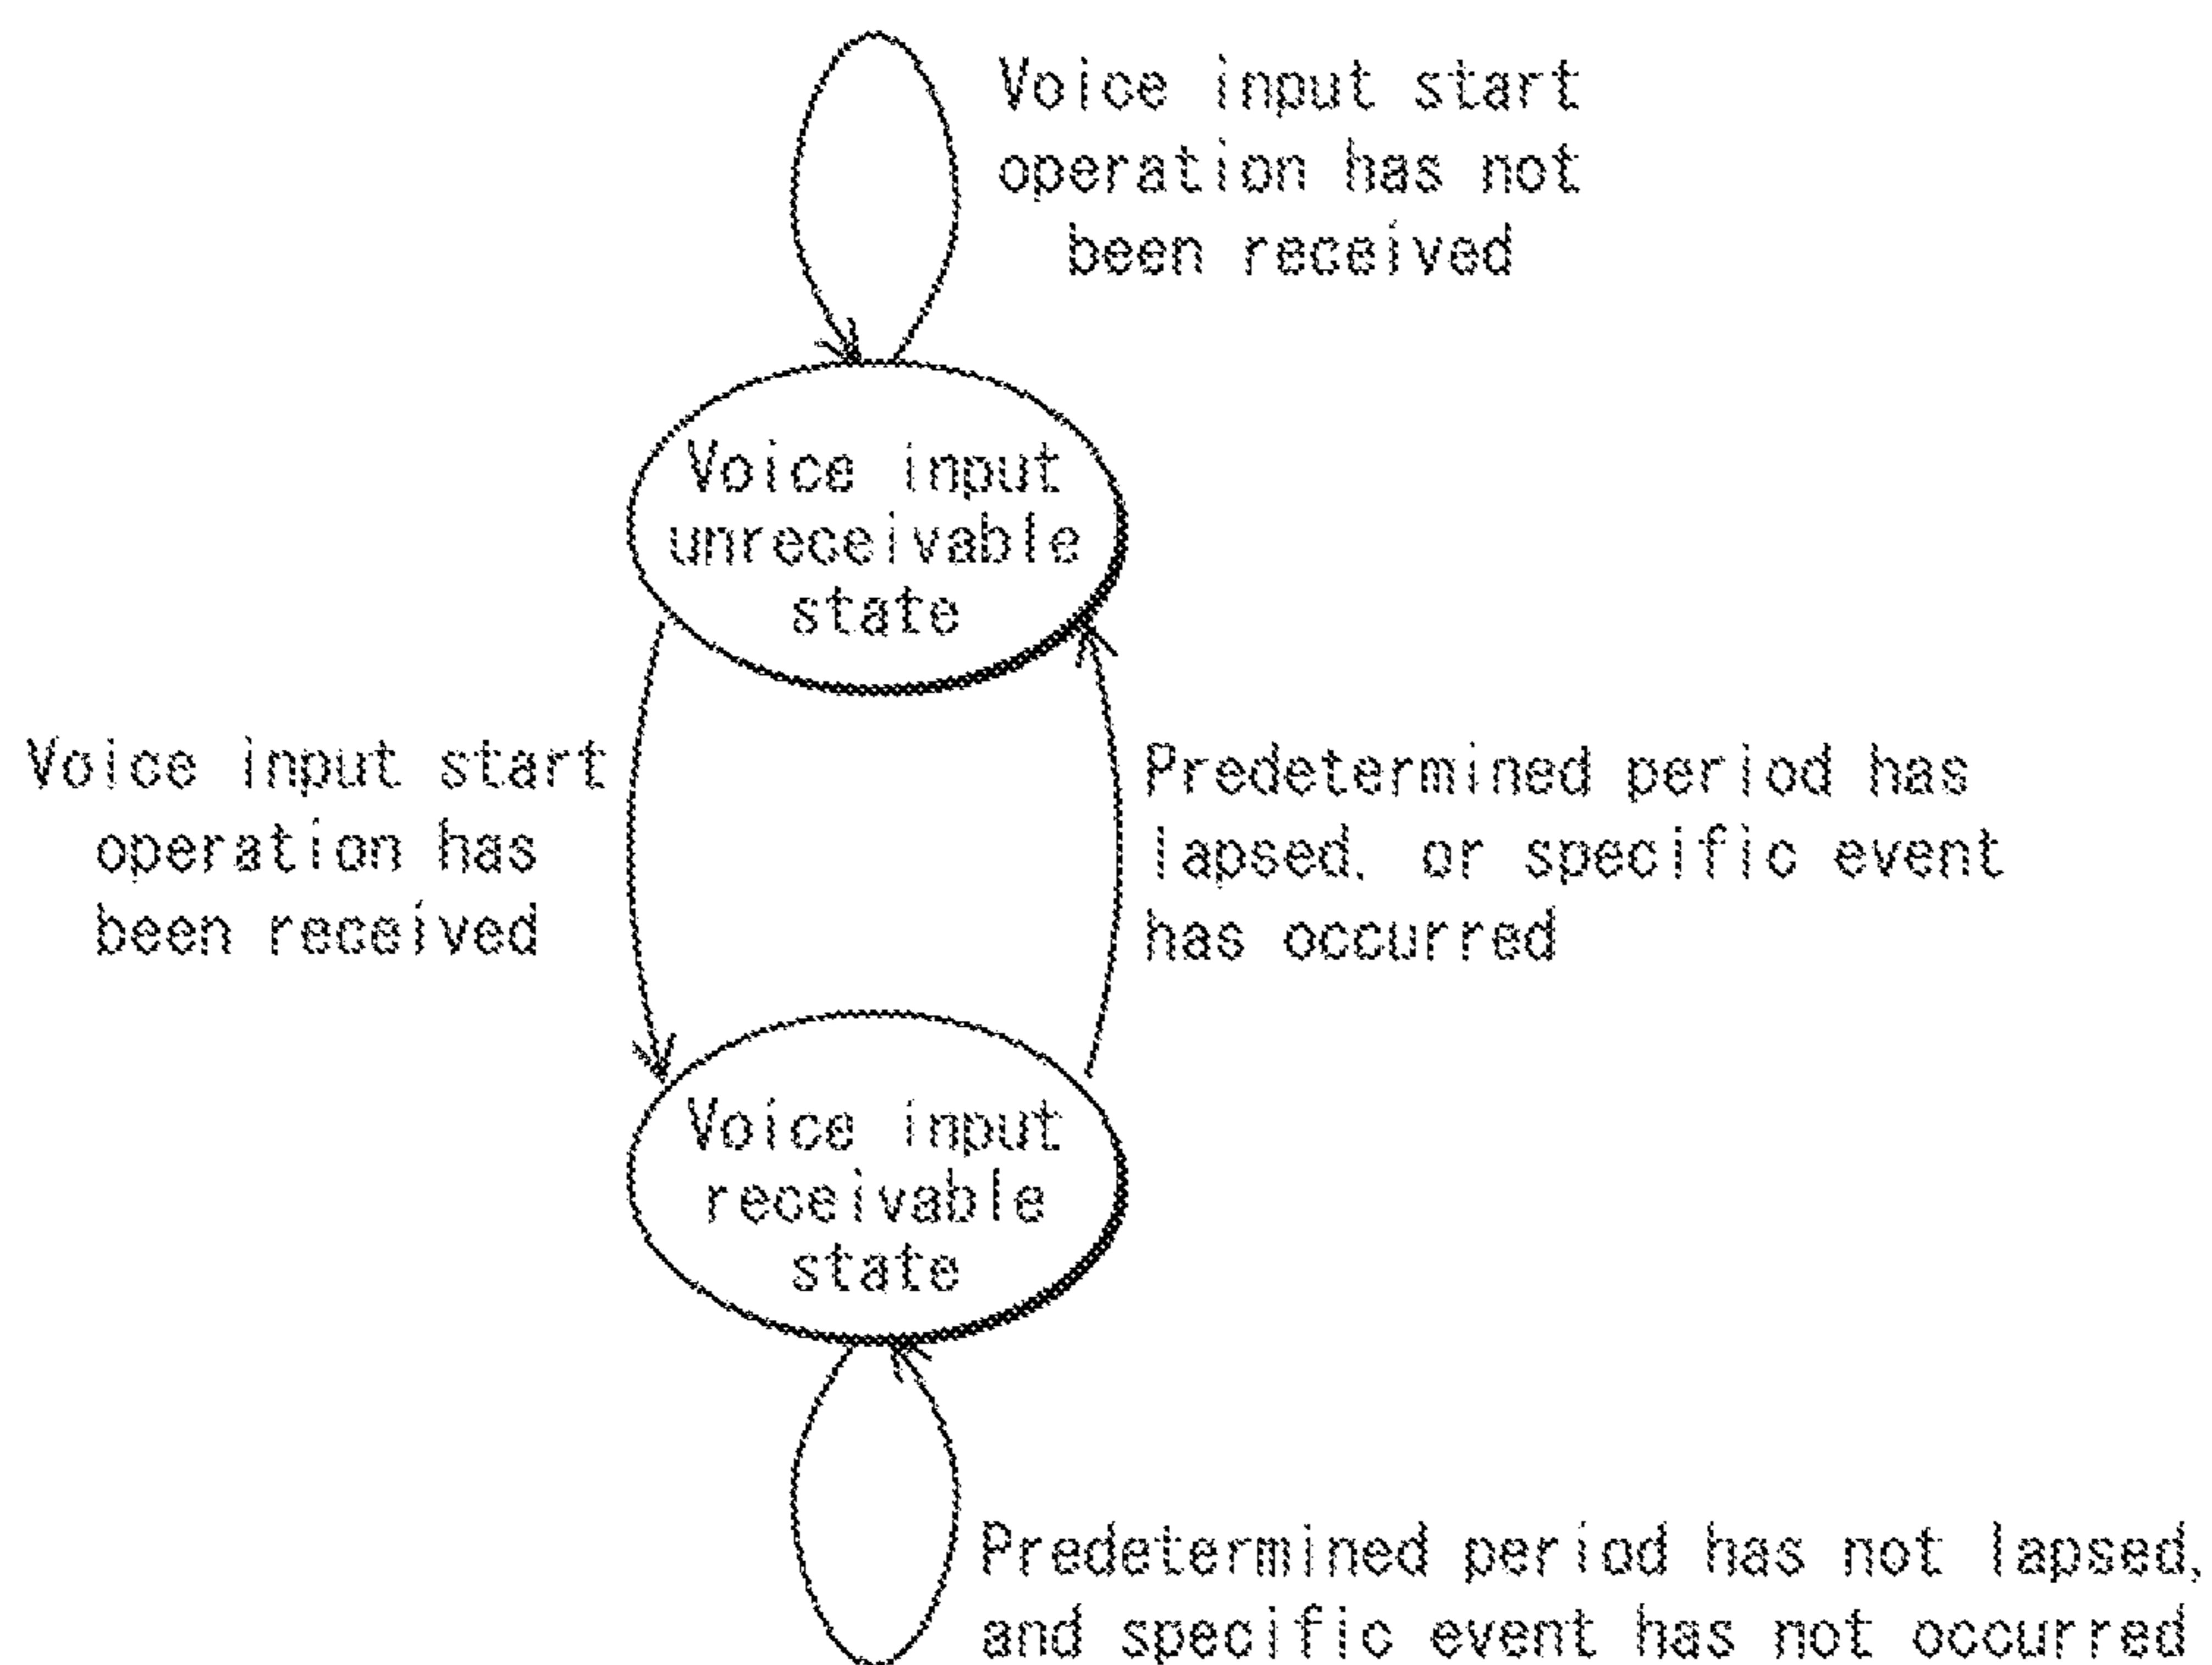 Voice input start
operation has not
been received
Voice input
unreceivable
state
Voice input start
operation has
been received
Predetermined period has
lapsed, or specific event
has occurred
Voice input
receivable
state
Predetermined period has not lapsed,
and specific event has not occurred